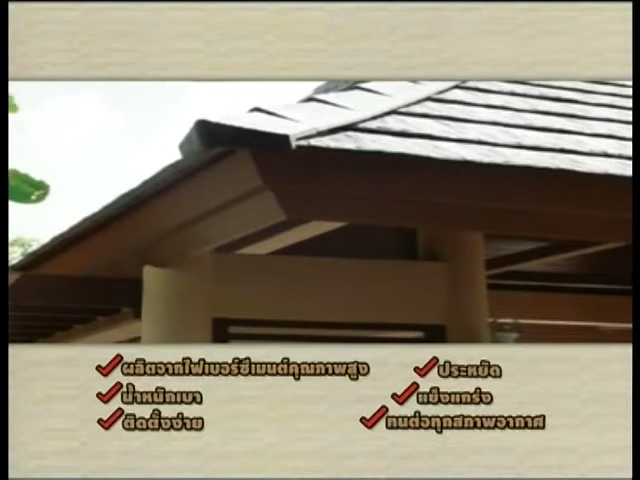 ผลิตจากไฟเบอร์ซีเมนต์คุณภาพสูง
น้ำหนักเบา
ติดตั้งง่าย
ประหยัด
แข็งแกร่ง
ทนต่อทุกสภาพอากาศ